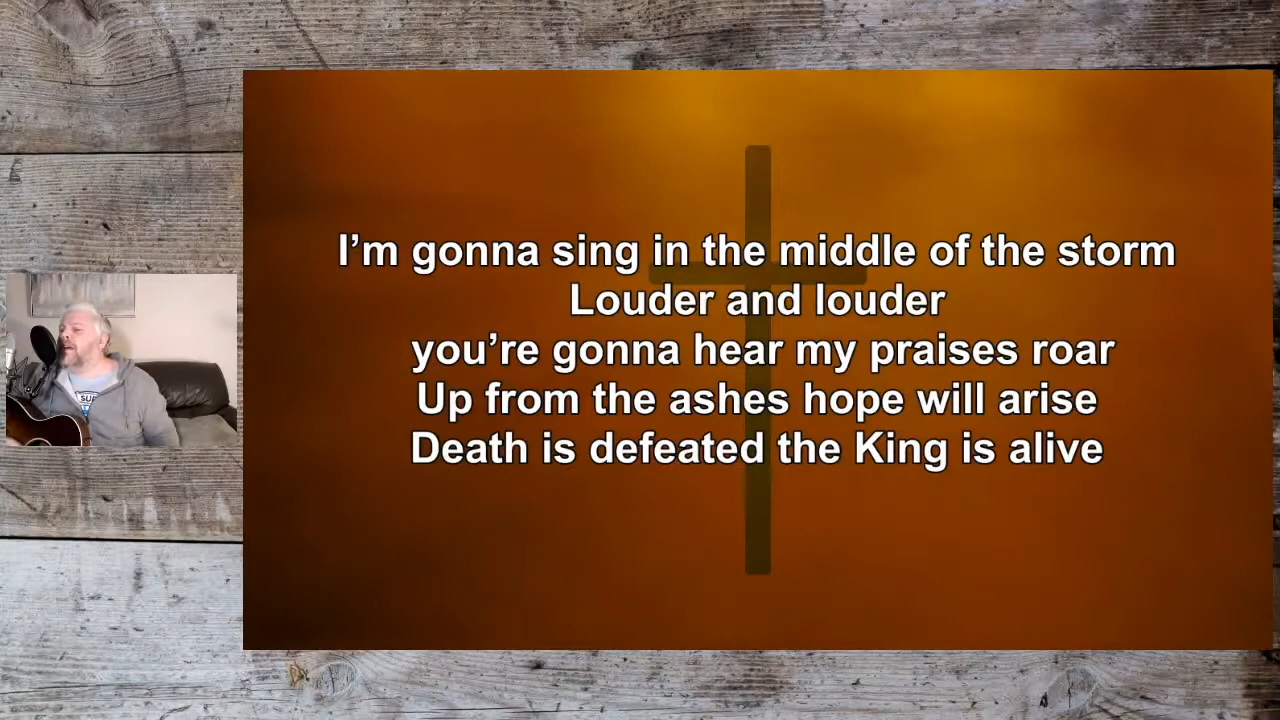 I'm gonna sing in the middle of the storm
Louder and louder
you're gonna hear my praises roar
Up from the ashes hope will arise
Death is defeated the King is alive